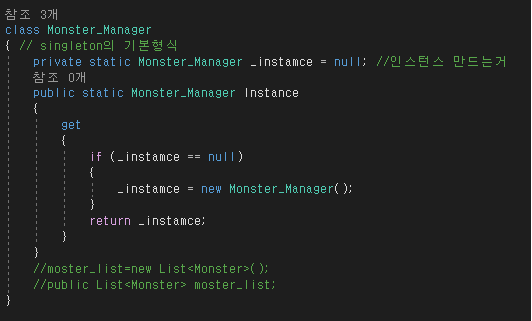 참조 3개
class Monster_Manager
{ // singleton의 기본형식
private static Monster_Manager _instamce = null; //인스턴스 만드는거
참조 0개
public static Monster_Manager Instance
{
get
{
if (_instamce == null)
{
_instamce = new Monster_Manager();
}
return _instamce;
}
}
//moster_list=new List<Monster>();
//public List<Monster> moster_list;
}